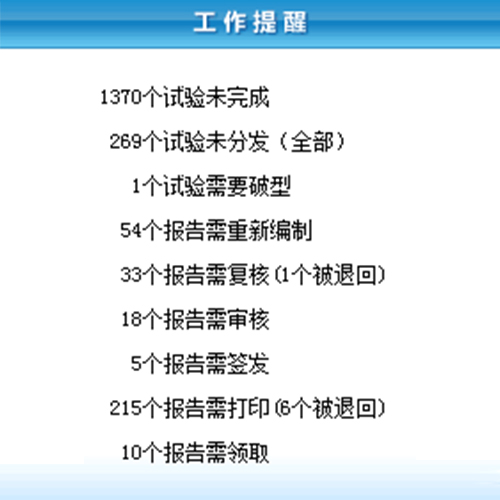 工作提醒
1370个试验未完成
269个试验未分发（全部）
1个试验需要破型
54个报告需重新编制
33个报告需复核(1个被退回)
18个报告需审核
5个报告需签发
215个报告需打印(6个被退回)
10个报告需领取